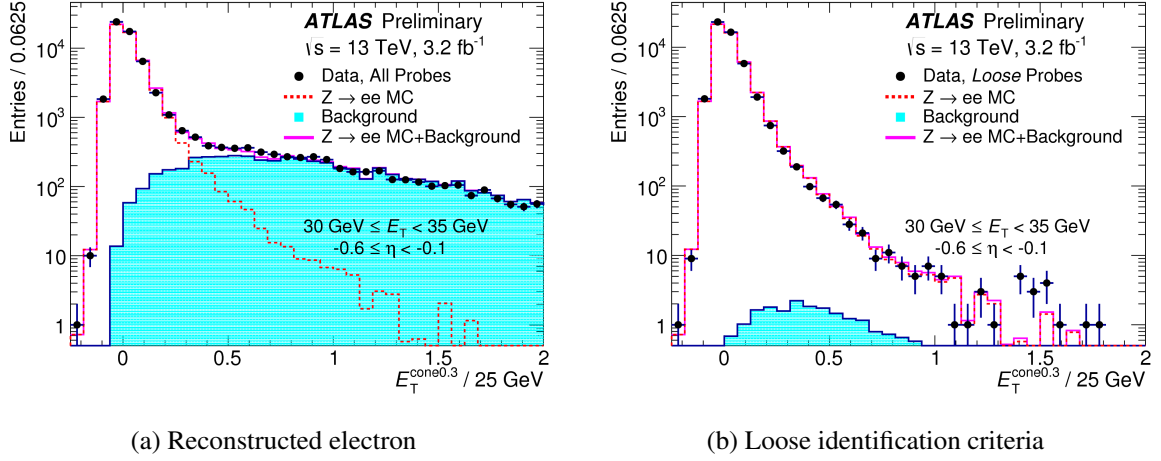 Entries / 0.0625
10⁴
10³
10²
10
1
ATLAS Preliminary
√s = 13 TeV, 3.2 fb⁻¹
Data, All Probes
Z → ee MC
Background
Z → ee MC+Background
30 GeV ≤ E_T < 35 GeV
-0.6 ≤ η < -0.1
0 0.5 1 1.5 2
E_T^cone0.3 / 25 GeV
(a) Reconstructed electron
Entries / 0.0625
10⁴
10³
10²
10
1
ATLAS Preliminary
√s = 13 TeV, 3.2 fb⁻¹
Data, Loose Probes
Z → ee MC
Background
Z → ee MC+Background
30 GeV ≤ E_T < 35 GeV
-0.6 ≤ η < -0.1
0 0.5 1 1.5 2
E_T^cone0.3 / 25 GeV
(b) Loose identification criteria